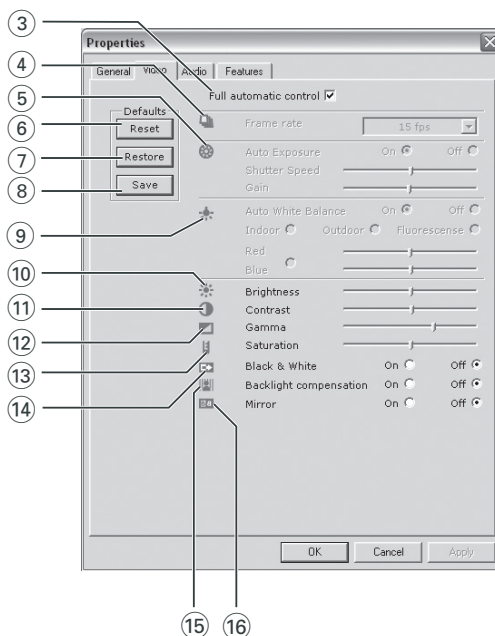 3
Properties
4
General Video Audio Features
5
Full automatic control
Defaults
6
Reset
Frame rate 15 fps
7
Restore
Auto Exposure On Off
Shutter Speed
8
Save
Gain
9
Auto White Balance On Off
Indoor Outdoor Fluorescense
Red
Blue
10
Brightness
11
Contrast
12
Gamma
13
Saturation
14
Black & White On Off
Backlight compensation On Off
Mirror On Off
OK Cancel Apply
15 16